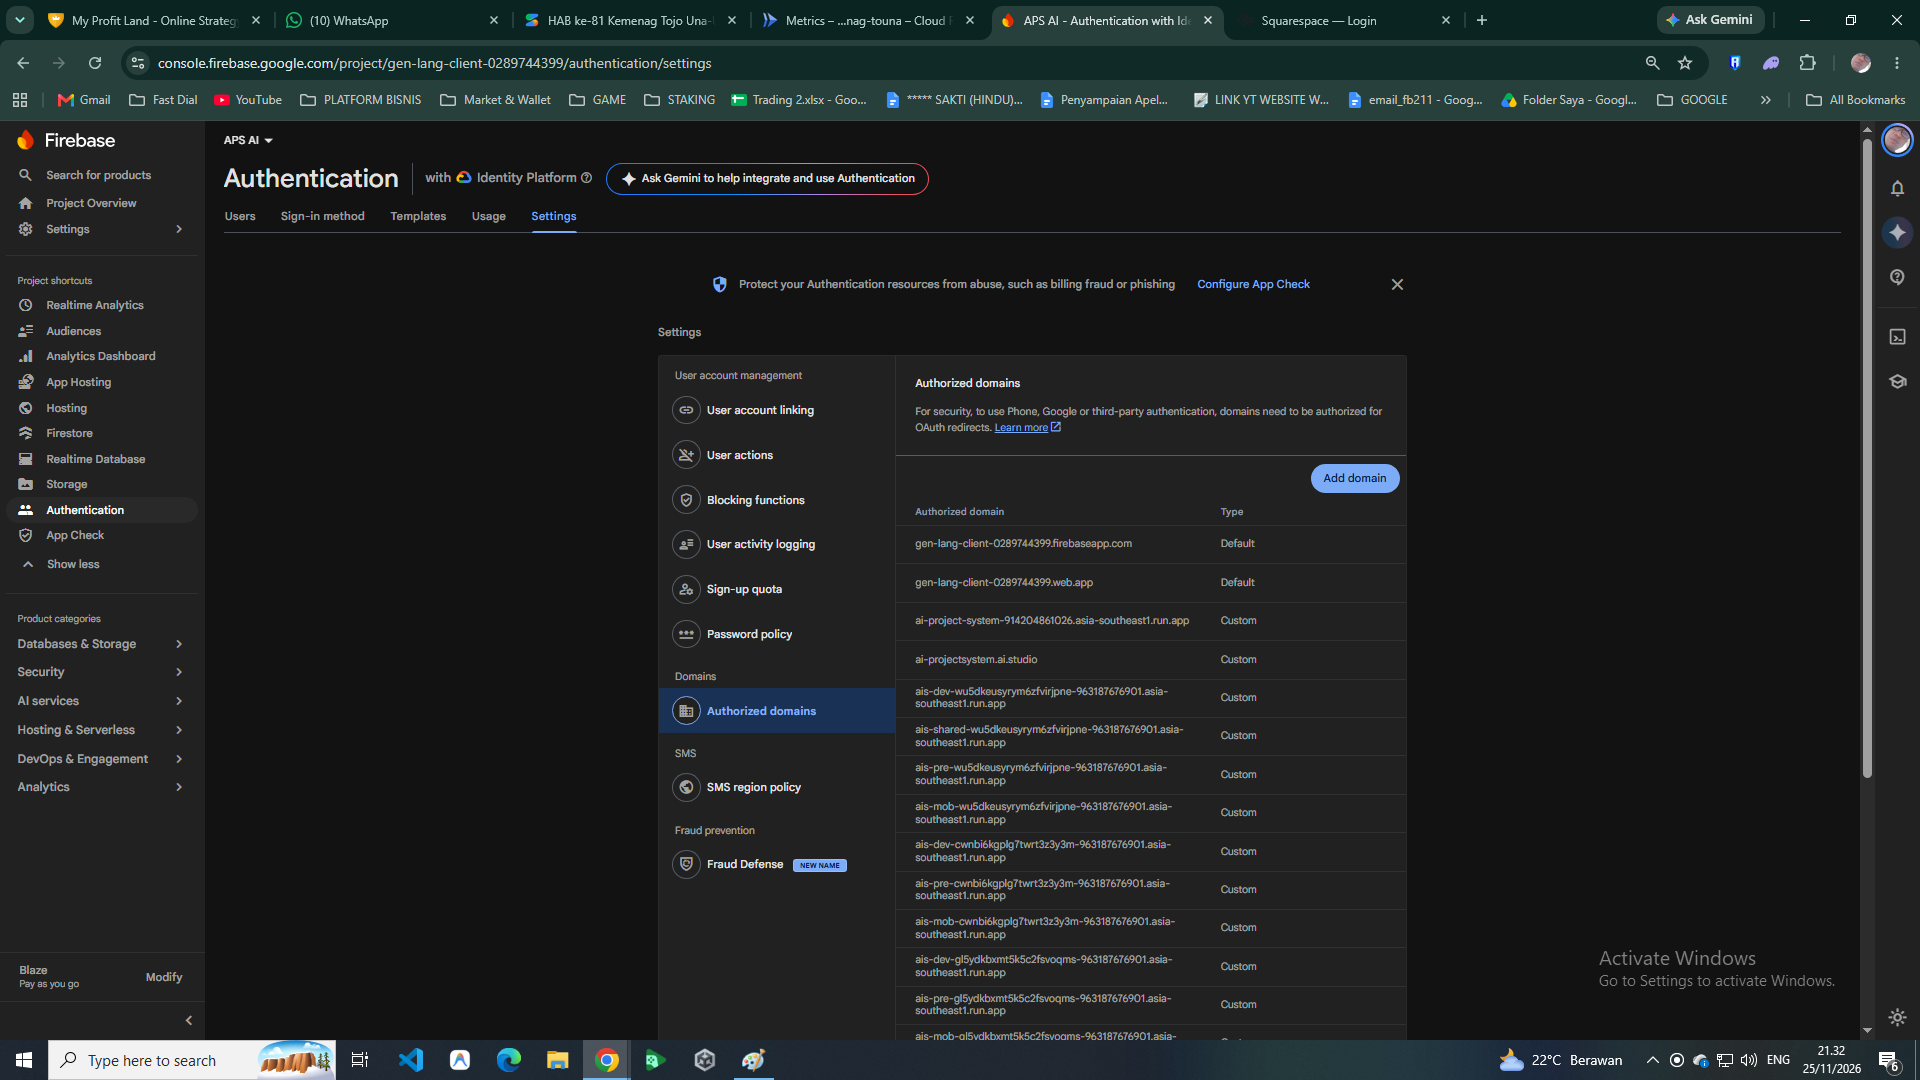 My Profit Land - Online Strateg
(10) WhatsApp
HAB ke-81 Kemenag Tojo Una-
Metrics – ...nag-touna – Cloud
APS AI - Authentication with Ide
Squarespace — Login
Ask Gemini
console.firebase.google.com/project/gen-lang-client-0289744399/authentication/settings
Gmail
Fast Dial
YouTube
PLATFORM BISNIS
Market & Wallet
GAME
STAKING
Trading 2.xlsx - Goo...
***** SAKTI (HINDU)...
Penyampaian Apel...
LINK YT WEBSITE W...
email_fb211 - Goog...
Folder Saya - Googl...
GOOGLE
All Bookmarks
Firebase
Search for products
Project Overview
Settings
Project shortcuts
Realtime Analytics
Audiences
Analytics Dashboard
App Hosting
Hosting
Firestore
Realtime Database
Storage
Authentication
App Check
Show less
Product categories
Databases & Storage
Security
AI services
Hosting & Serverless
DevOps & Engagement
Analytics
Blaze
Pay as you go
Modify
APS AI
Authentication
with Identity Platform
Ask Gemini to help integrate and use Authentication
Users
Sign-in method
Templates
Usage
Settings
Protect your Authentication resources from abuse, such as billing fraud or phishing
Configure App Check
Settings
User account management
User account linking
User actions
Blocking functions
User activity logging
Sign-up quota
Password policy
Domains
Authorized domains
SMS
SMS region policy
Fraud prevention
Fraud Defense
NEW NAME
Authorized domains
For security, to use Phone, Google or third-party authentication, domains need to be authorized for
OAuth redirects. Learn more
Add domain
Authorized domain Type
gen-lang-client-0289744399.firebaseapp.com Default
gen-lang-client-0289744399.web.app Default
ai-project-system-914204861026.asia-southeast1.run.app Custom
ai-projectsystem.ai.studio Custom
ais-dev-wu5dkeusyrym6zfvirjpne-963187676901.asia-
southeast1.run.app Custom
ais-shared-wu5dkeusyrym6zfvirjpne-963187676901.asia-
southeast1.run.app Custom
ais-pre-wu5dkeusyrym6zfvirjpne-963187676901.asia-
southeast1.run.app Custom
ais-mob-wu5dkeusyrym6zfvirjpne-963187676901.asia-
southeast1.run.app Custom
ais-dev-cwnbi6kgplg7twrt3z3y3m-963187676901.asia-
southeast1.run.app Custom
ais-pre-cwnbi6kgplg7twrt3z3y3m-963187676901.asia-
southeast1.run.app Custom
ais-mob-cwnbi6kgplg7twrt3z3y3m-963187676901.asia-
southeast1.run.app Custom
ais-dev-gl5ydkbxmt5k5c2fsvoqms-963187676901.asia-
southeast1.run.app Custom
ais-pre-gl5ydkbxmt5k5c2fsvoqms-963187676901.asia-
southeast1.run.app Custom
ais-mob-gl5ydkbxmt5k5c2fsvoqms-963187676901.asia-
Activate Windows
Go to Settings to activate Windows.
Type here to search
22°C Berawan
ENG
21.32
25/11/2026
6